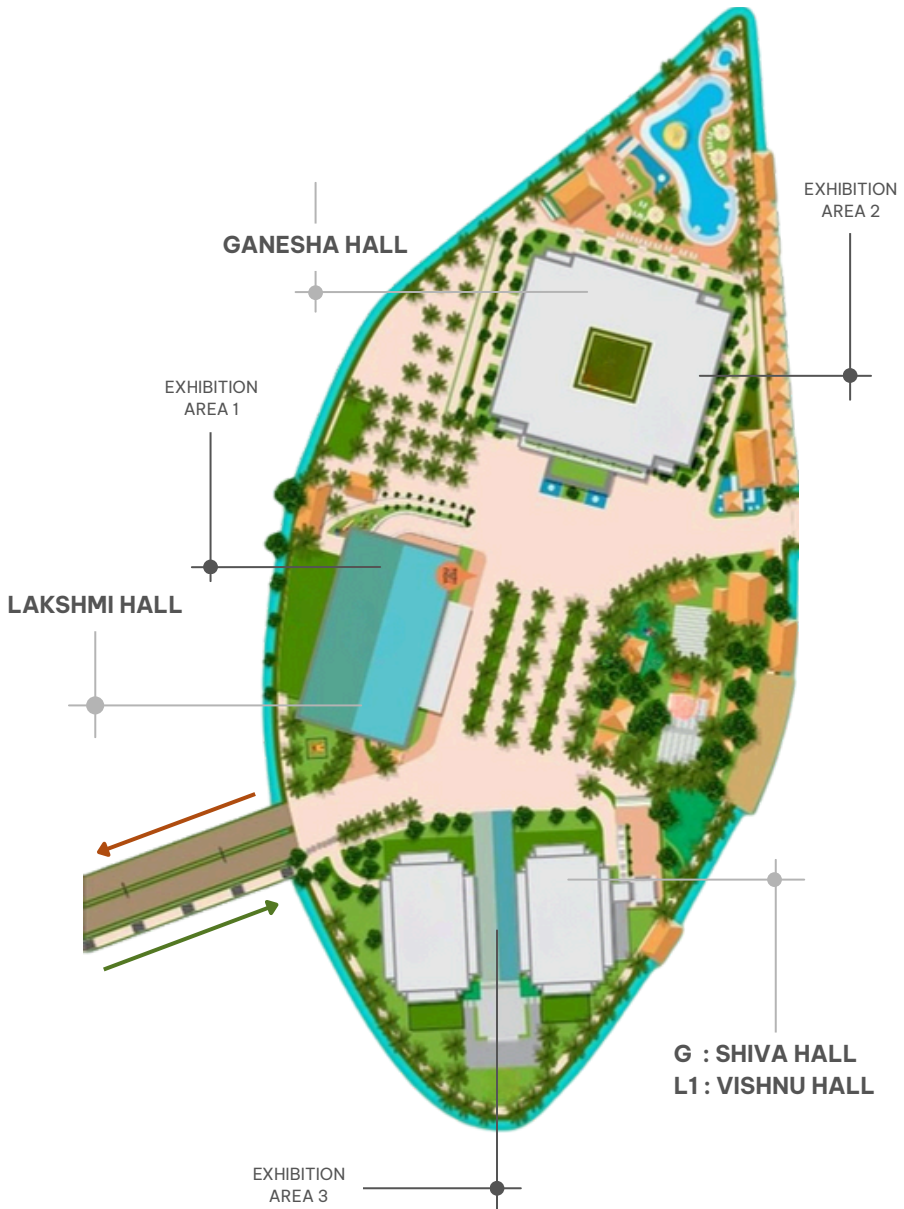 EXHIBITION
AREA 2
GANESHA HALL
EXHIBITION
AREA 1
LAKSHMI HALL
G : SHIVA HALL
L1 : VISHNU HALL
EXHIBITION
AREA 3